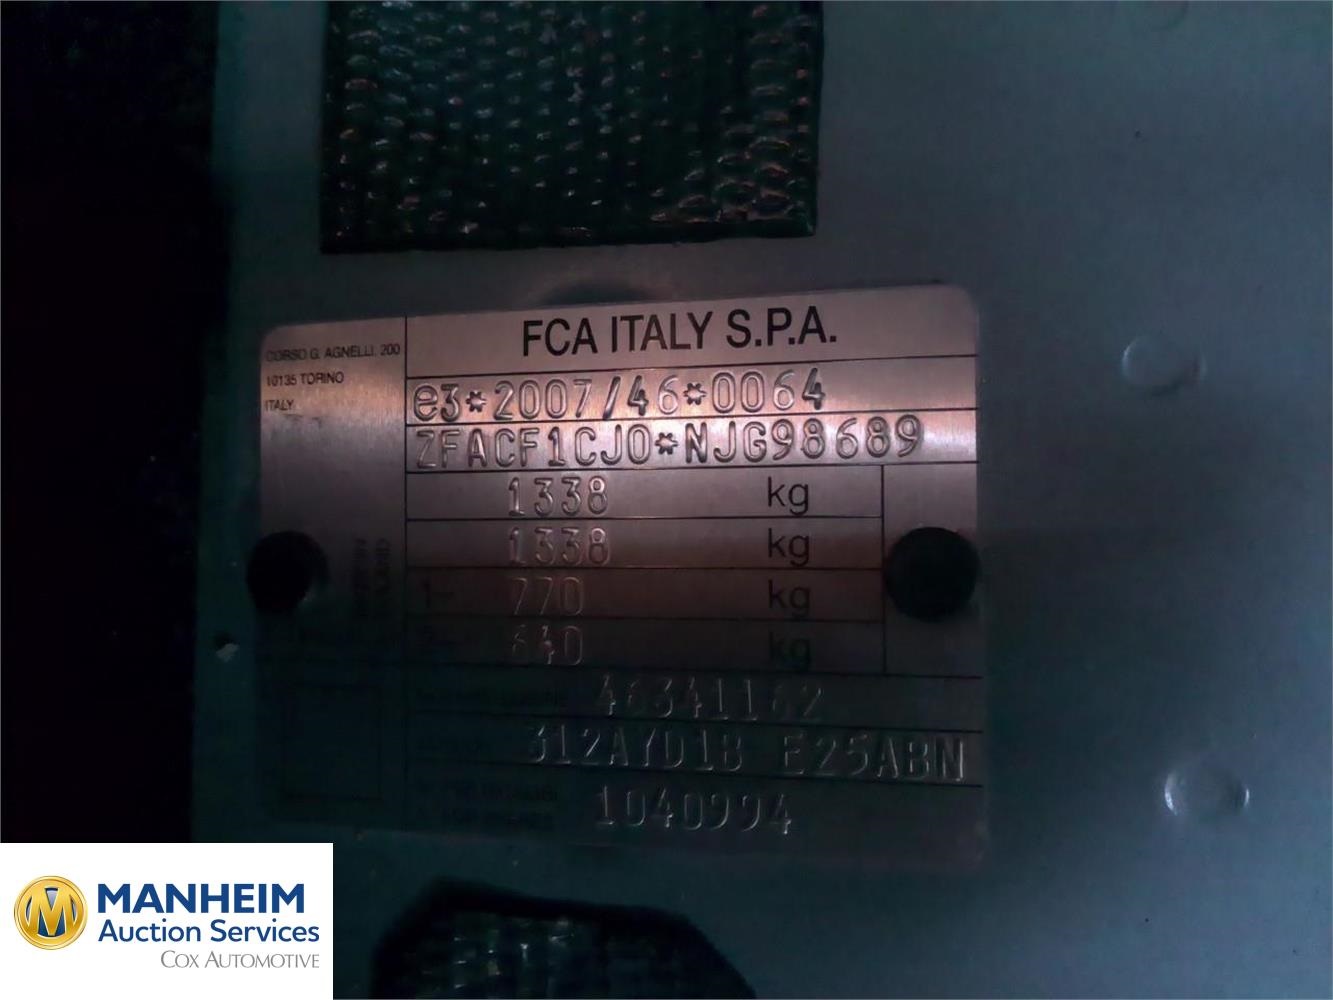 FCA ITALY S.P.A.
CORSO G. AGNELLI, 200
10135 TORINO
ITALY
e3*2007/46*0064
ZFACF1CJ0*NJG98689
1338 kg
1338 kg
1- 770 kg
2- 640 kg
46341162
312AYD1B E25ABN
1040994
MANHEIM
Auction Services
COX AUTOMOTIVE